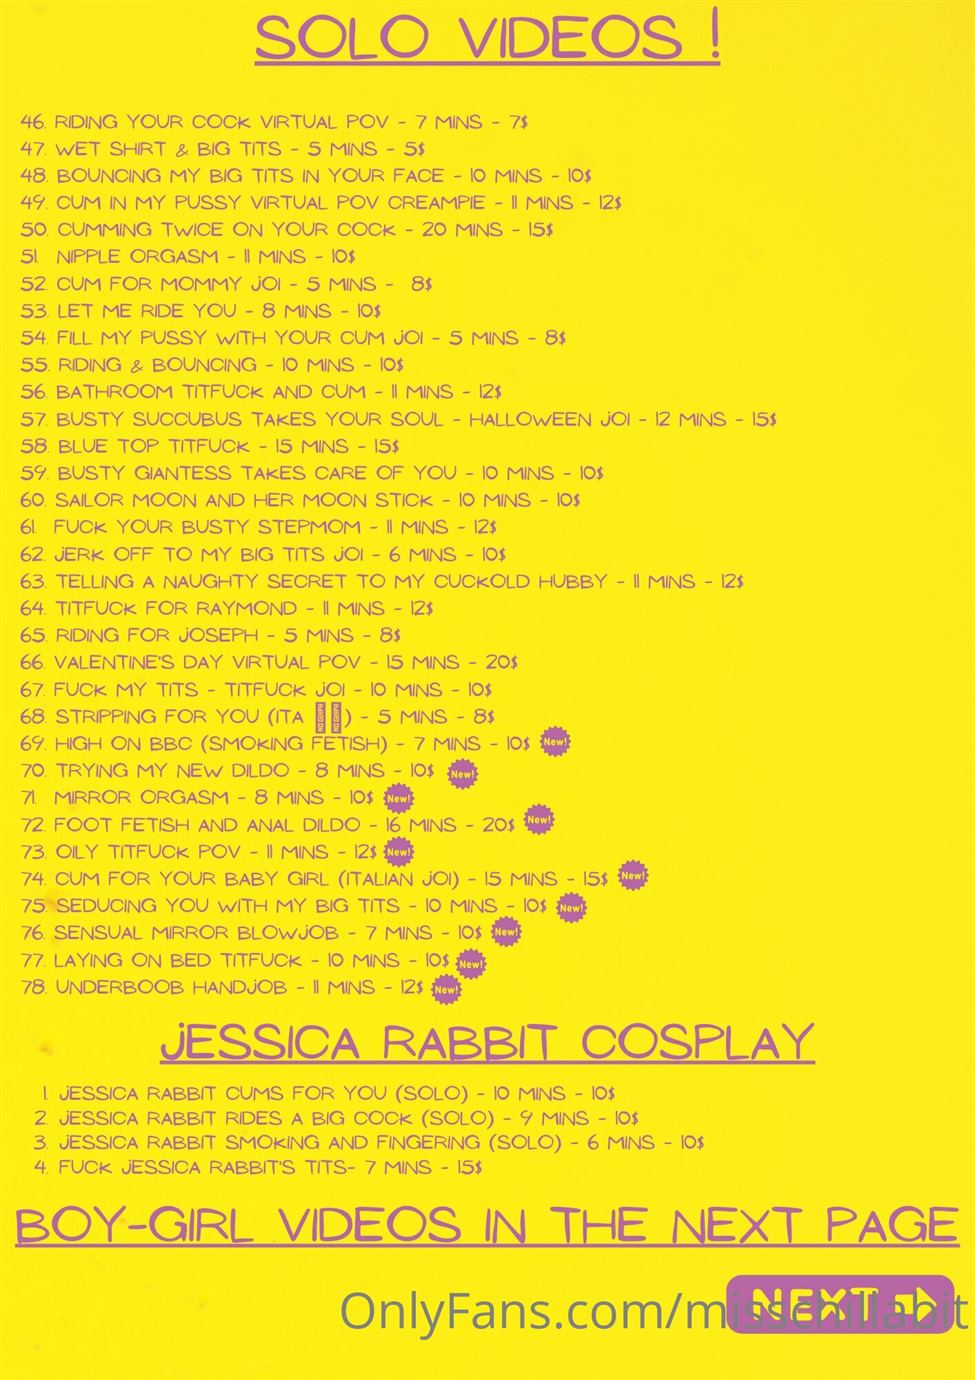 SOLO VIDEOS !
46. RIDING YOUR COCK VIRTUAL POV - 7 MINS - 7$
47. WET SHIRT & BIG TITS - 5 MINS - 5$
48. BOUNCING MY BIG TITS IN YOUR FACE - 10 MINS - 10$
49. CUM IN MY PUSSY VIRTUAL POV CREAMPIE - 11 MINS - 12$
50. CUMMING TWICE ON YOUR COCK - 20 MINS - 15$
51. NIPPLE ORGASM - 11 MINS - 10$
52. CUM FOR MOMMY JOI - 5 MINS - 8$
53. LET ME RIDE YOU - 8 MINS - 10$
54. FILL MY PUSSY WITH YOUR CUM JOI - 5 MINS - 8$
55. RIDING & BOUNCING - 10 MINS - 10$
56. BATHROOM TITFUCK AND CUM - 11 MINS - 12$
57. BUSTY SUCCUBUS TAKES YOUR SOUL - HALLOWEEN JOI - 12 MINS - 15$
58. BLUE TOP TITFUCK - 15 MINS - 15$
59. BUSTY GIANTESS TAKES CARE OF YOU - 10 MINS - 10$
60. SAILOR MOON AND HER MOON STICK - 10 MINS - 10$
61. FUCK YOUR BUSTY STEPMOM - 11 MINS - 12$
62. JERK OFF TO MY BIG TITS JOI - 6 MINS - 10$
63. TELLING A NAUGHTY SECRET TO MY CUCKOLD HUBBY - 11 MINS - 12$
64. TITFUCK FOR RAYMOND - 11 MINS - 12$
65. RIDING FOR JOSEPH - 5 MINS - 8$
66. VALENTINE'S DAY VIRTUAL POV - 15 MINS - 20$
67. FUCK MY TITS - TITFUCK JOI - 10 MINS - 10$
68. STRIPPING FOR YOU (ITA NO GLYPH NO GLYPH) - 5 MINS - 8$
69. HIGH ON BBC (SMOKING FETISH) - 7 MINS - 10$ New!
70. TRYING MY NEW DILDO - 8 MINS - 10$ New!
71. MIRROR ORGASM - 8 MINS - 10$ New!
72. FOOT FETISH AND ANAL DILDO - 16 MINS - 20$ New!
73. OILY TITFUCK POV - 11 MINS - 12$ New!
74. CUM FOR YOUR BABY GIRL (ITALIAN JOI) - 15 MINS - 15$ New!
75. SEDUCING YOU WITH MY BIG TITS - 10 MINS - 10$ New!
76. SENSUAL MIRROR BLOWJOB - 7 MINS - 10$ New!
77. LAYING ON BED TITFUCK - 10 MINS - 10$ New!
78. UNDERBOOB HANDJOB - 11 MINS - 12$ New!
JESSICA RABBIT COSPLAY
1. JESSICA RABBIT CUMS FOR YOU (SOLO) - 10 MINS - 10$
2. JESSICA RABBIT RIDES A BIG COCK (SOLO) - 9 MINS - 10$
3. JESSICA RABBIT SMOKING AND FINGERING (SOLO) - 6 MINS - 10$
4. FUCK JESSICA RABBIT'S TITS- 7 MINS - 15$
BOY-GIRL VIDEOS IN THE NEXT PAGE
NEXT
OnlyFans.com/misschillabit